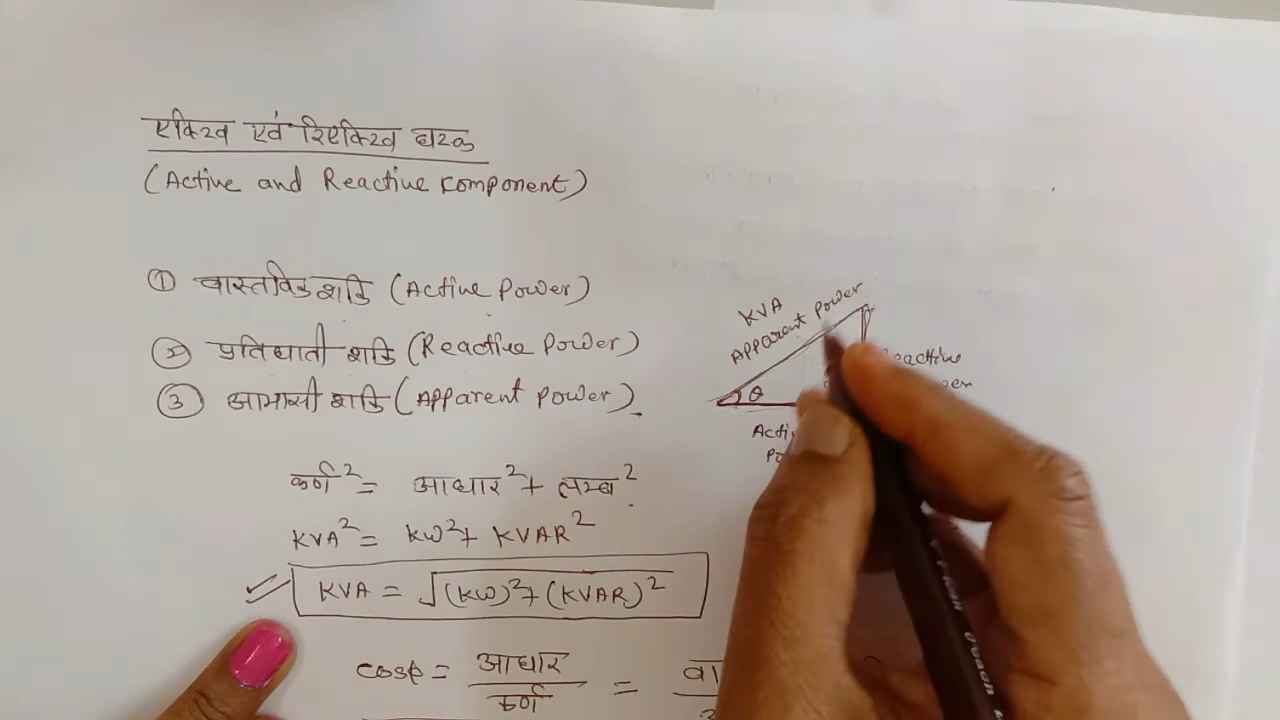 एक्टिव एवं रिएक्टिव घटक
(Active and Reactive Component)
① वास्तविक शक्ति (Active Power)
② प्रतिघाती शक्ति (Reactive Power)
③ आभासी शक्ति (Apparent Power)
KVA
Apparent Power
θ
कर्ण² = आधार² + लम्ब²
KVA² = KW² + KVAR²
KVA = √(KW)² + (KVAR)²
आधार
कर्ण